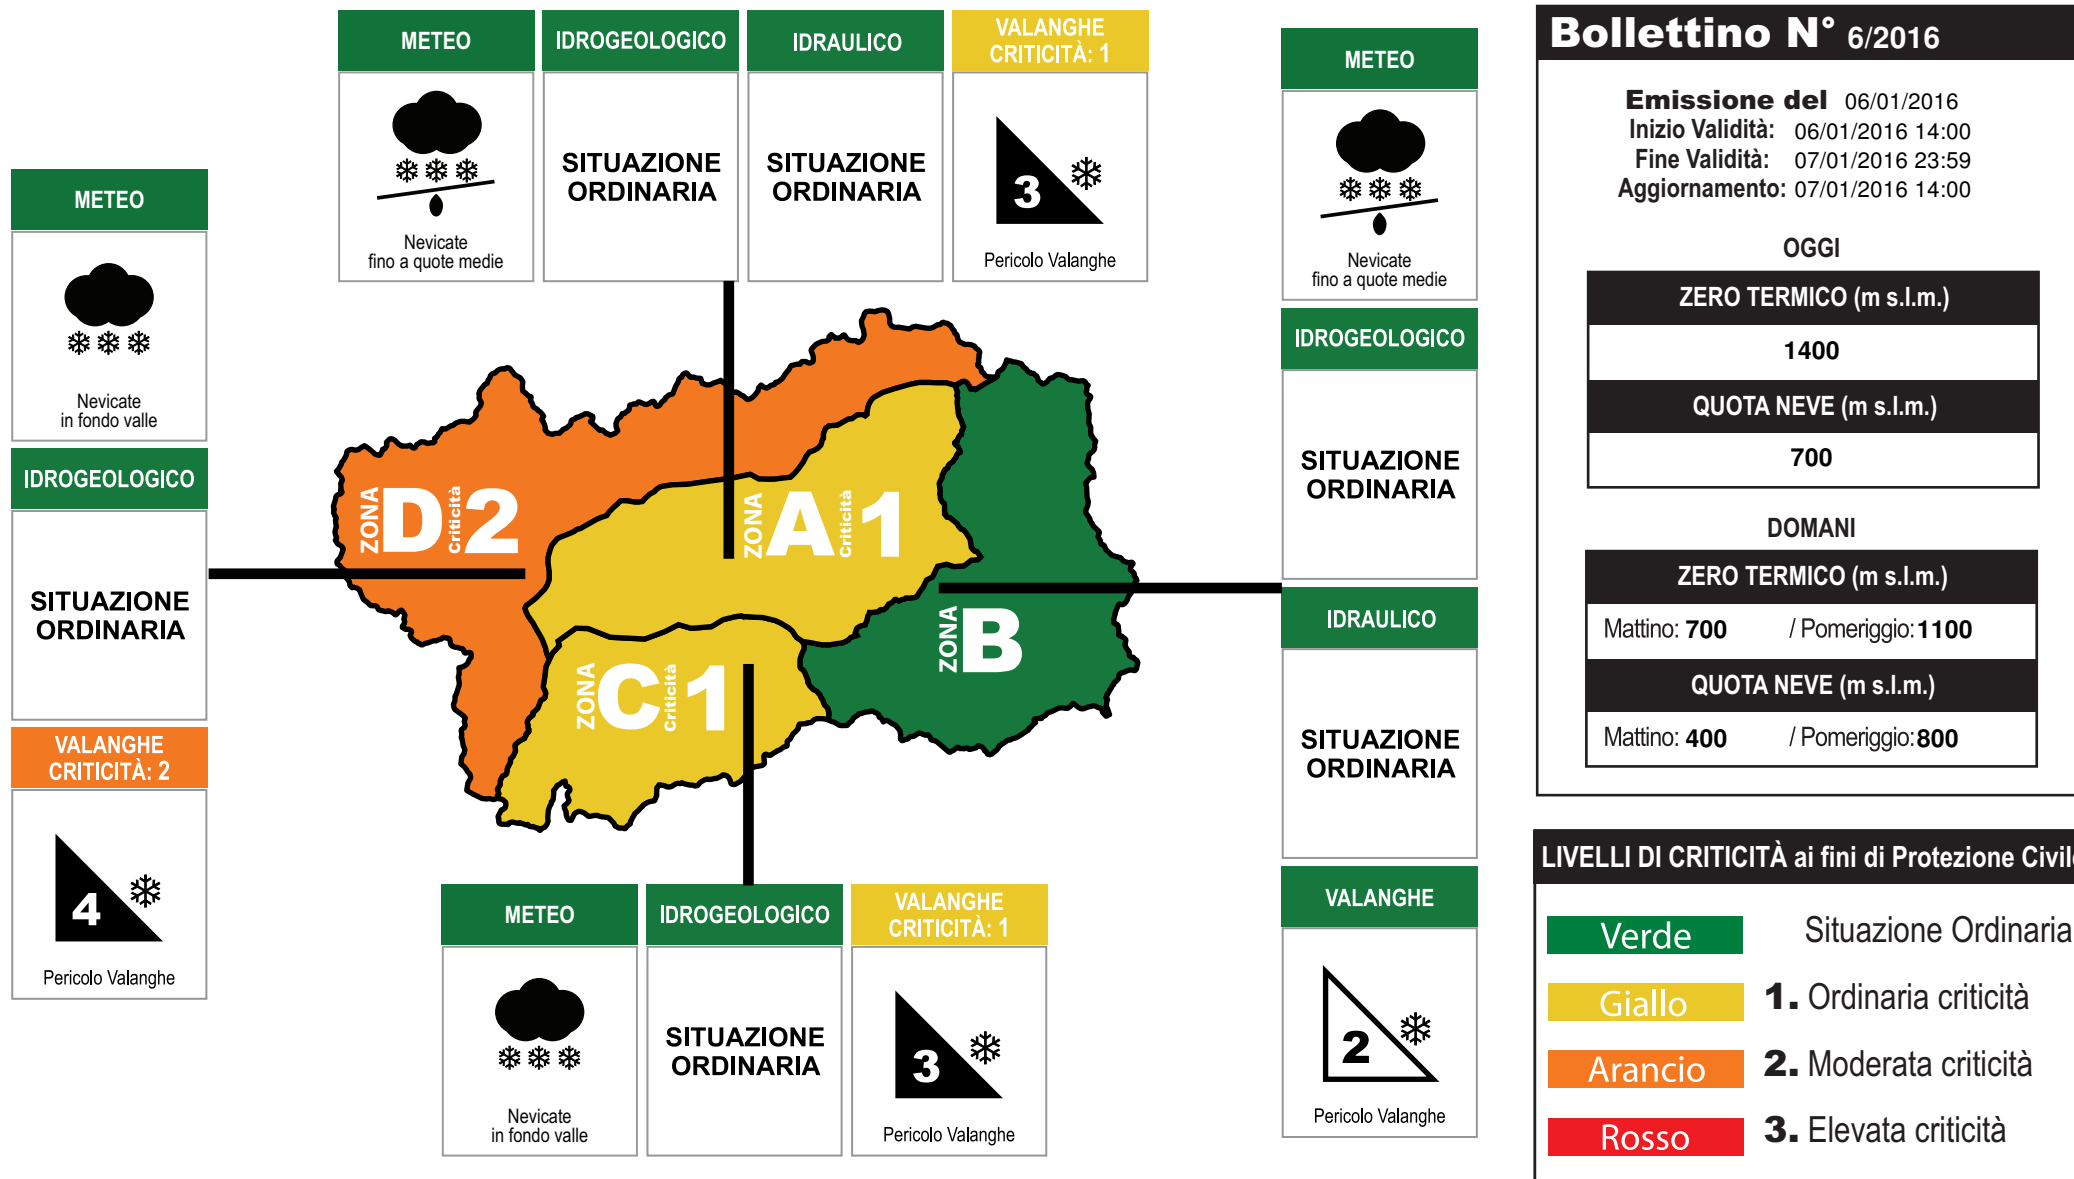 METEO
Nevicate
fino a quote medie
IDROGEOLOGICO
SITUAZIONE
ORDINARIA
IDRAULICO
SITUAZIONE
ORDINARIA
VALANGHE
CRITICITÀ: 1
3
Pericolo Valanghe
METEO
Nevicate
in fondo valle
IDROGEOLOGICO
SITUAZIONE
ORDINARIA
VALANGHE
CRITICITÀ: 2
4
Pericolo Valanghe
ZONA D Criticità 2
ZONA A Criticità 1
ZONA B
ZONA C Criticità 1
METEO
Nevicate
in fondo valle
IDROGEOLOGICO
SITUAZIONE
ORDINARIA
VALANGHE
CRITICITÀ: 1
3
Pericolo Valanghe
METEO
Nevicate
fino a quote medie
IDROGEOLOGICO
SITUAZIONE
ORDINARIA
IDRAULICO
SITUAZIONE
ORDINARIA
VALANGHE
2
Pericolo Valanghe
Bollettino N° 6/2016
Emissione del 06/01/2016
Inizio Validità: 06/01/2016 14:00
Fine Validità: 07/01/2016 23:59
Aggiornamento: 07/01/2016 14:00
OGGI
ZERO TERMICO (m s.l.m.)
1400
QUOTA NEVE (m s.l.m.)
700
DOMANI
ZERO TERMICO (m s.l.m.)
Mattino: 700 / Pomeriggio: 1100
QUOTA NEVE (m s.l.m.)
Mattino: 400 / Pomeriggio: 800
LIVELLI DI CRITICITÀ ai fini di Protezione Civile
Verde Situazione Ordinaria
Giallo 1. Ordinaria criticità
Arancio 2. Moderata criticità
Rosso 3. Elevata criticità